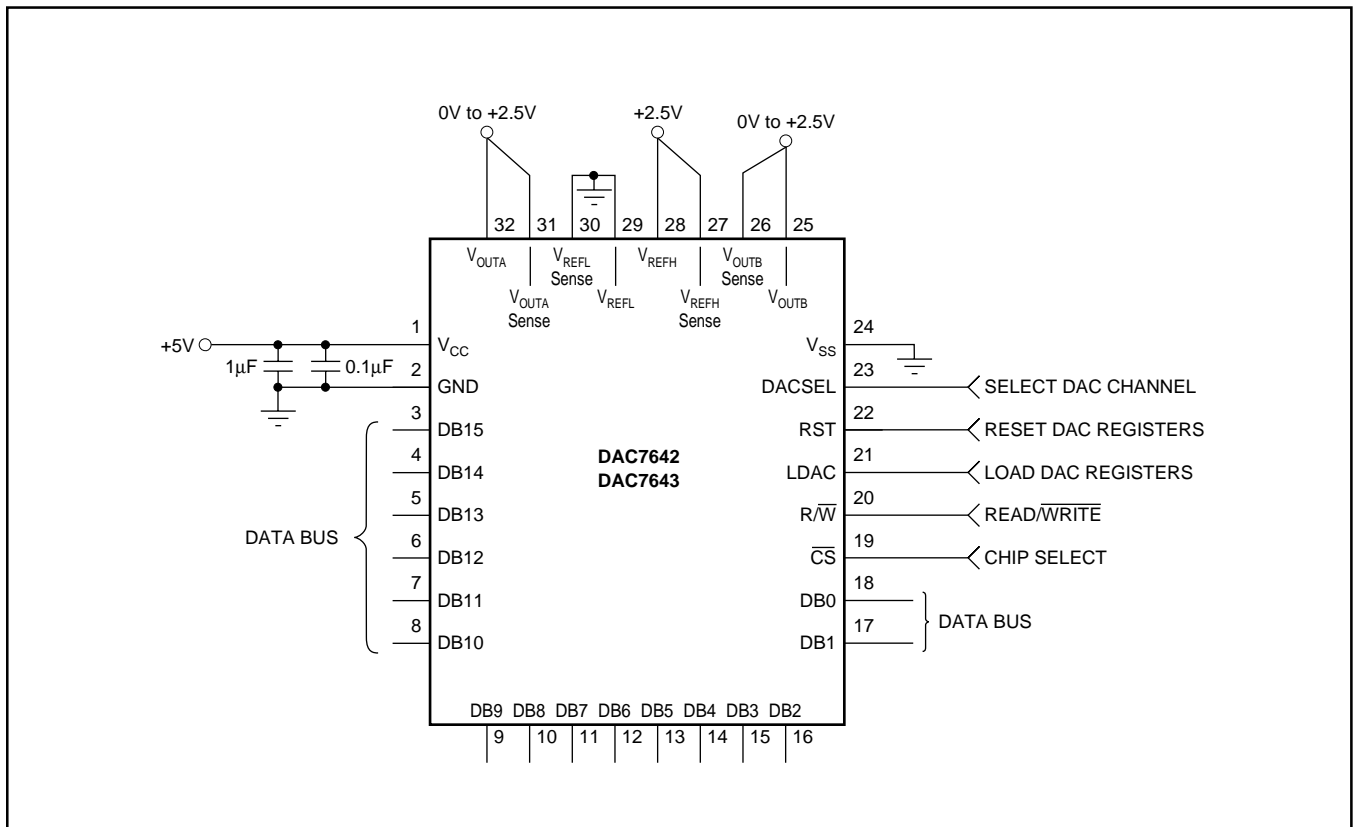 0V to +2.5V +2.5V 0V to +2.5V
32 31 30 29 28 27 26 25
VOUTA VREFL Sense VREFH VOUTB Sense
VOUTA Sense VREFL VREFH Sense VOUTB
+5V
1µF
0.1µF
1 VCC
2 GND
3 DB15
4 DB14
5 DB13
6 DB12
7 DB11
8 DB10
DATA BUS
DAC7642
DAC7643
VSS 24
DACSEL 23 SELECT DAC CHANNEL
RST 22 RESET DAC REGISTERS
LDAC 21 LOAD DAC REGISTERS
R/W̅ 20 READ/W̅R̅I̅T̅E̅
C̅S̅ 19 CHIP SELECT
DB0 18
DB1 17
DATA BUS
DB9 DB8 DB7 DB6 DB5 DB4 DB3 DB2
9 10 11 12 13 14 15 16